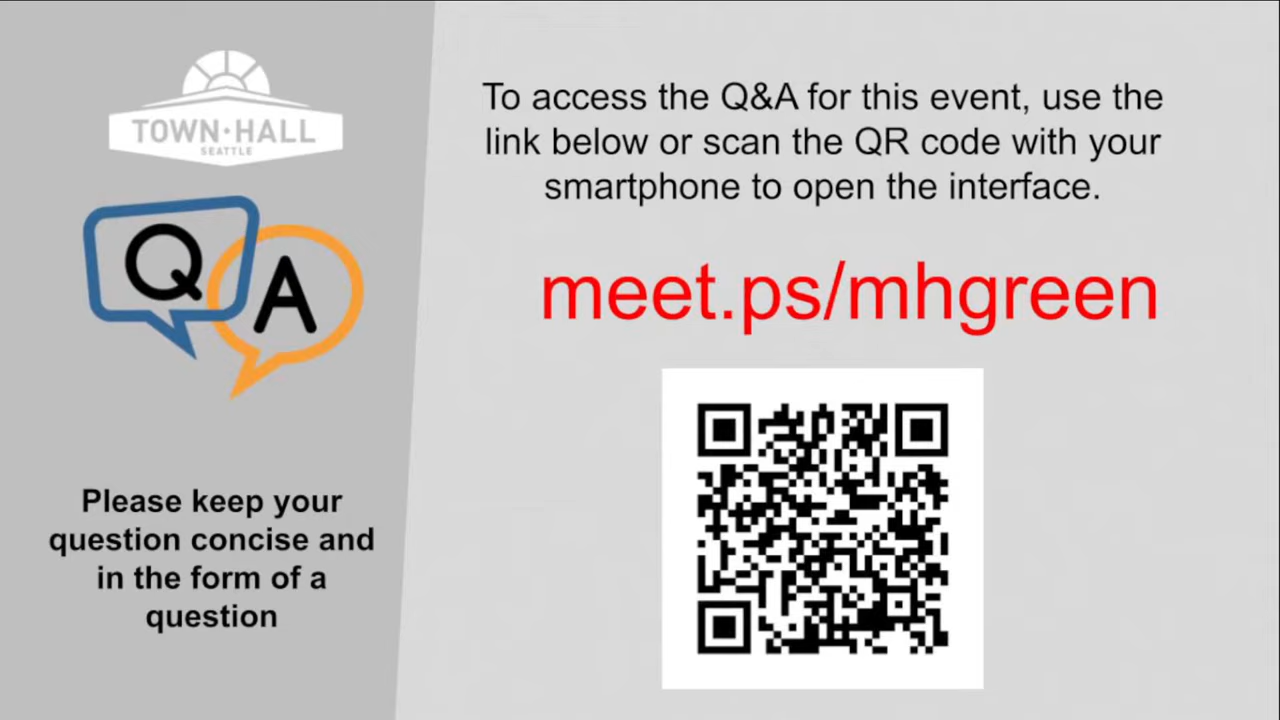 TOWN·HALL
SEATTLE
Q
A
Please keep your
question concise and
in the form of a
question
To access the Q&A for this event, use the
link below or scan the QR code with your
smartphone to open the interface.
meet.ps/mhgreen